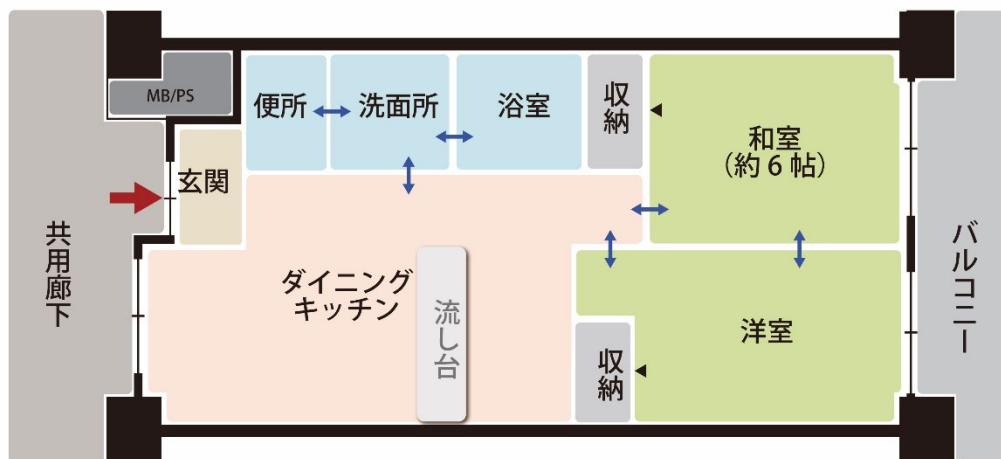 MB/PS
便所
洗面所
浴室
収納
和室
（約 6 帖）
玄関
共用廊下
ダイニング
キッチン
流し台
収納
洋室
バルコニー